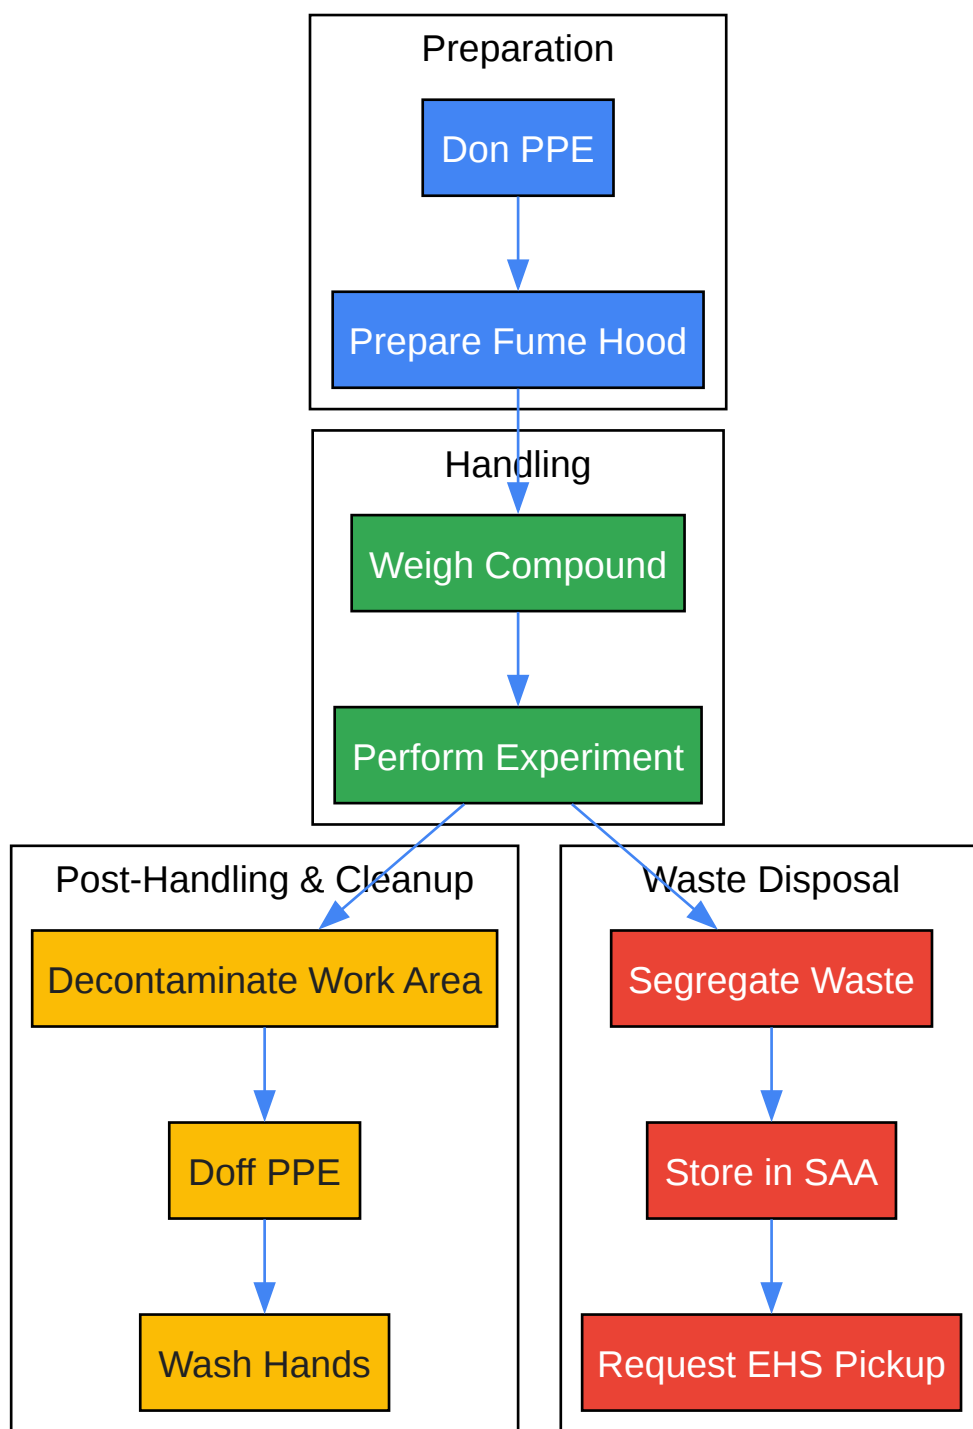 Preparation
Don PPE
Prepare Fume Hood
Handling
Weigh Compound
Perform Experiment
Post-Handling & Cleanup
Decontaminate Work Area
Doff PPE
Wash Hands
Waste Disposal
Segregate Waste
Store in SAA
Request EHS Pickup